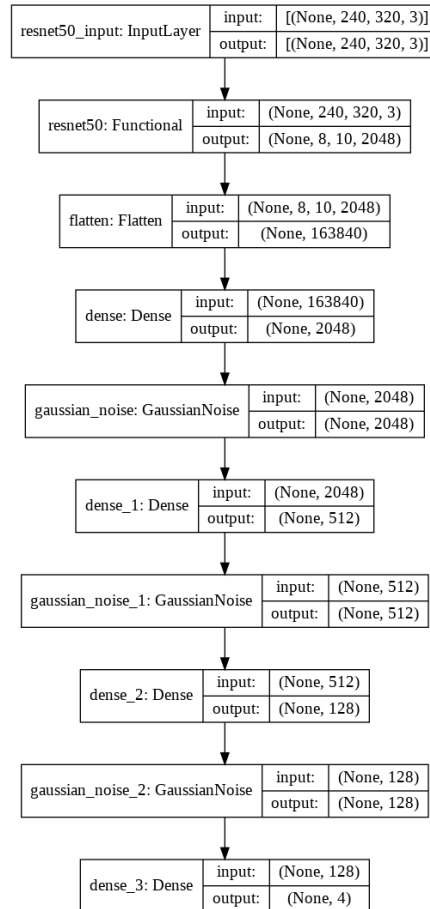 resnet50_input: InputLayer input: [(None, 240, 320, 3)]
output: [(None, 240, 320, 3)]
resnet50: Functional input: (None, 240, 320, 3)
output: (None, 8, 10, 2048)
flatten: Flatten input: (None, 8, 10, 2048)
output: (None, 163840)
dense: Dense input: (None, 163840)
output: (None, 2048)
gaussian_noise: GaussianNoise input: (None, 2048)
output: (None, 2048)
dense_1: Dense input: (None, 2048)
output: (None, 512)
gaussian_noise_1: GaussianNoise input: (None, 512)
output: (None, 512)
dense_2: Dense input: (None, 512)
output: (None, 128)
gaussian_noise_2: GaussianNoise input: (None, 128)
output: (None, 128)
dense_3: Dense input: (None, 128)
output: (None, 4)